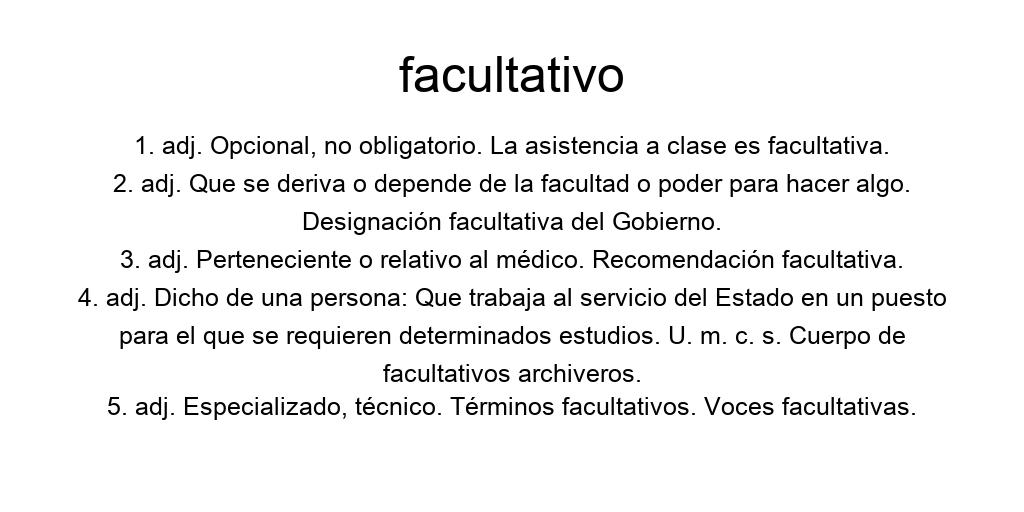 facultativo
1. adj. Opcional, no obligatorio. La asistencia a clase es facultativa.
2. adj. Que se deriva o depende de la facultad o poder para hacer algo.
Designación facultativa del Gobierno.
3. adj. Perteneciente o relativo al médico. Recomendación facultativa.
4. adj. Dicho de una persona: Que trabaja al servicio del Estado en un puesto
para el que se requieren determinados estudios. U. m. c. s. Cuerpo de
facultativos archiveros.
5. adj. Especializado, técnico. Términos facultativos. Voces facultativas.